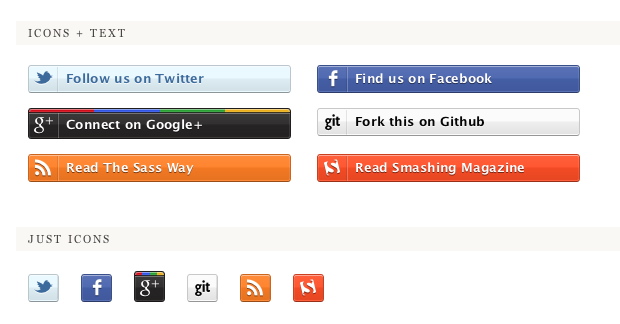 ICONS + TEXT
Follow us on Twitter
f Find us on Facebook
g+ Connect on Google+
git Fork this on Github
Read The Sass Way
S Read Smashing Magazine
JUST ICONS
f g+ git S